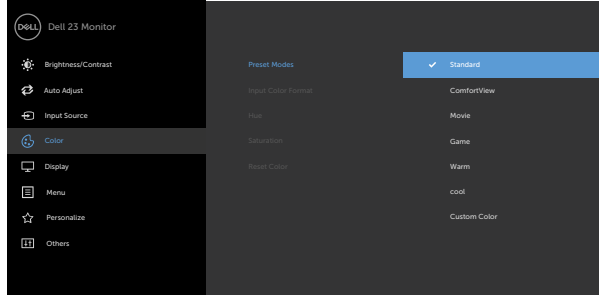 DELL Dell 23 Monitor
Brightness/Contrast
Auto Adjust
Input Source
Color
Display
Menu
Personalize
Others
Preset Modes
Input Color Format
Hue
Saturation
Reset Color
Standard
ComfortView
Movie
Game
Warm
cool
Custom Color